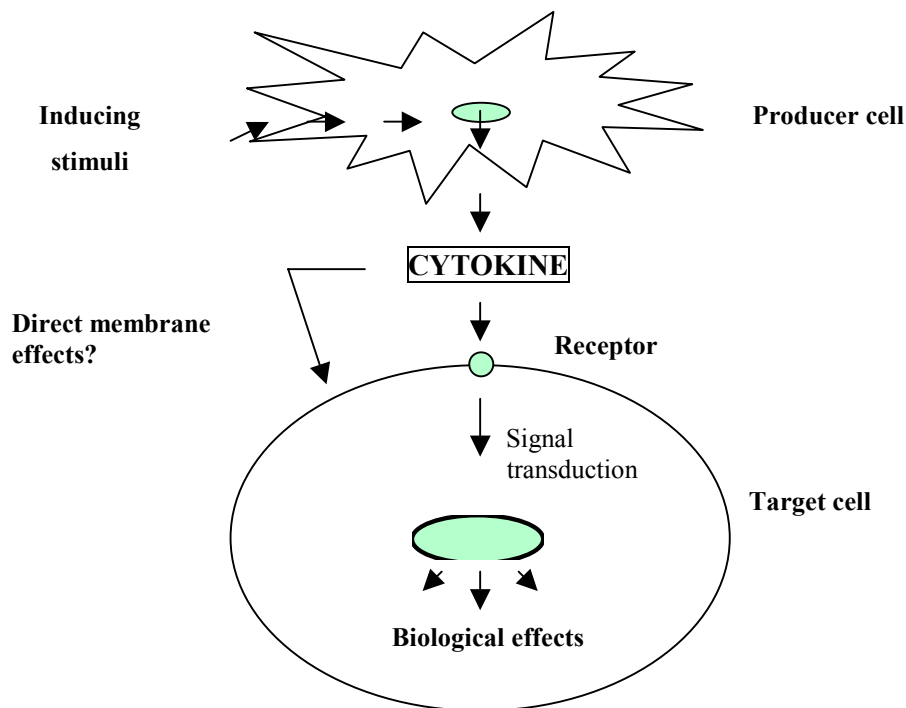 Inducing
stimuli
Producer cell
CYTOKINE
Direct membrane
effects?
Receptor
Signal
transduction
Target cell
Biological effects